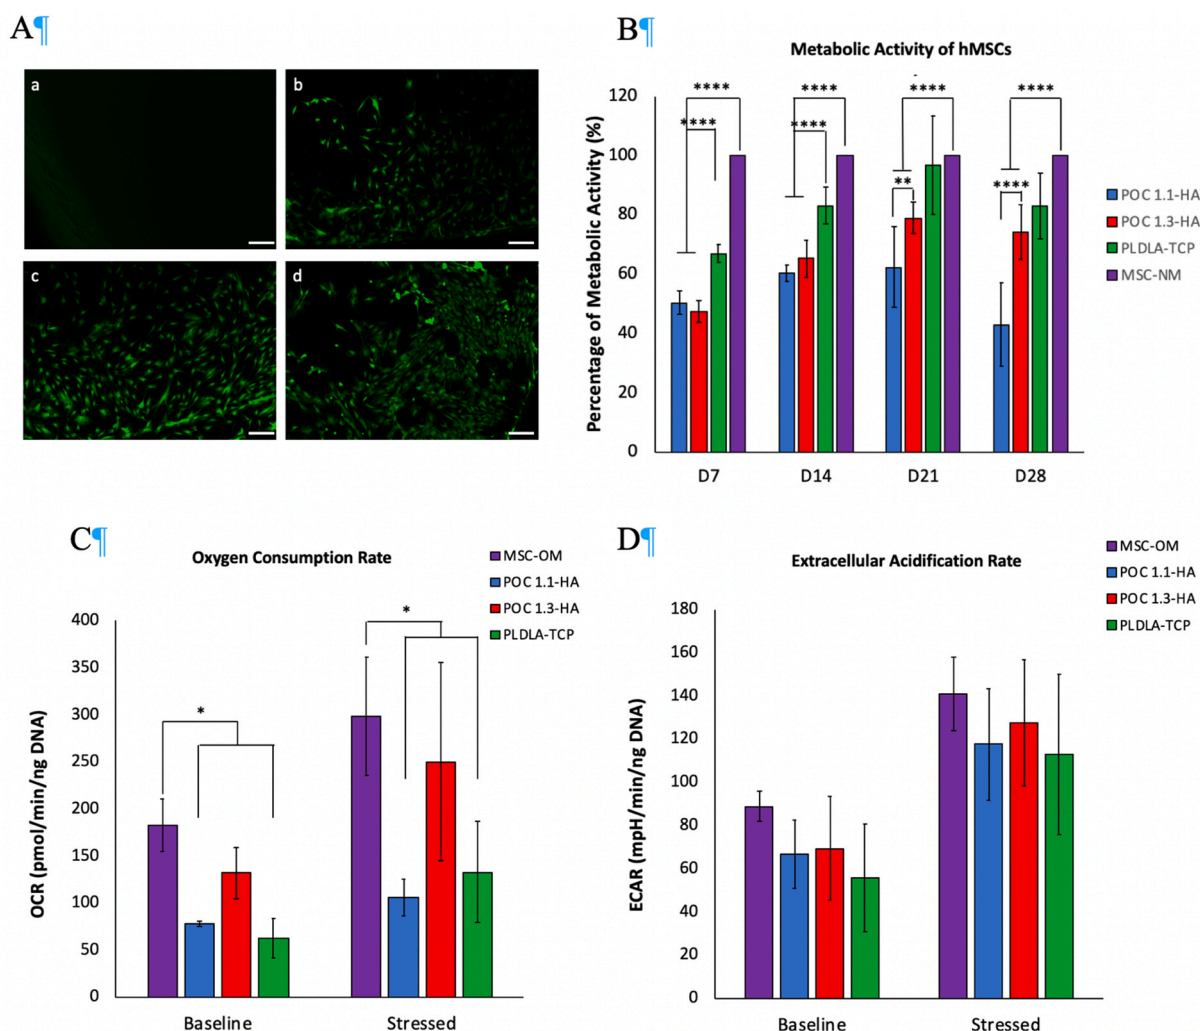 A¶
a
b
c
d
B¶
Metabolic Activity of hMSCs
Percentage of Metabolic Activity (%)
120
100
80
60
40
20
0
****
****
****
****
****
**
****
****
D7
D14
D21
D28
POC 1.1-HA
POC 1.3-HA
PLDLA-TCP
MSC-NM
C¶
Oxygen Consumption Rate
MSC-OM
POC 1.1-HA
POC 1.3-HA
PLDLA-TCP
OCR (pmol/min/ng DNA)
400
350
300
250
200
150
100
50
0
*
*
Baseline
Stressed
D¶
Extracellular Acidification Rate
MSC-OM
POC 1.1-HA
POC 1.3-HA
PLDLA-TCP
ECAR (mpH/min/ng DNA)
180
160
140
120
100
80
60
40
20
0
Baseline
Stressed